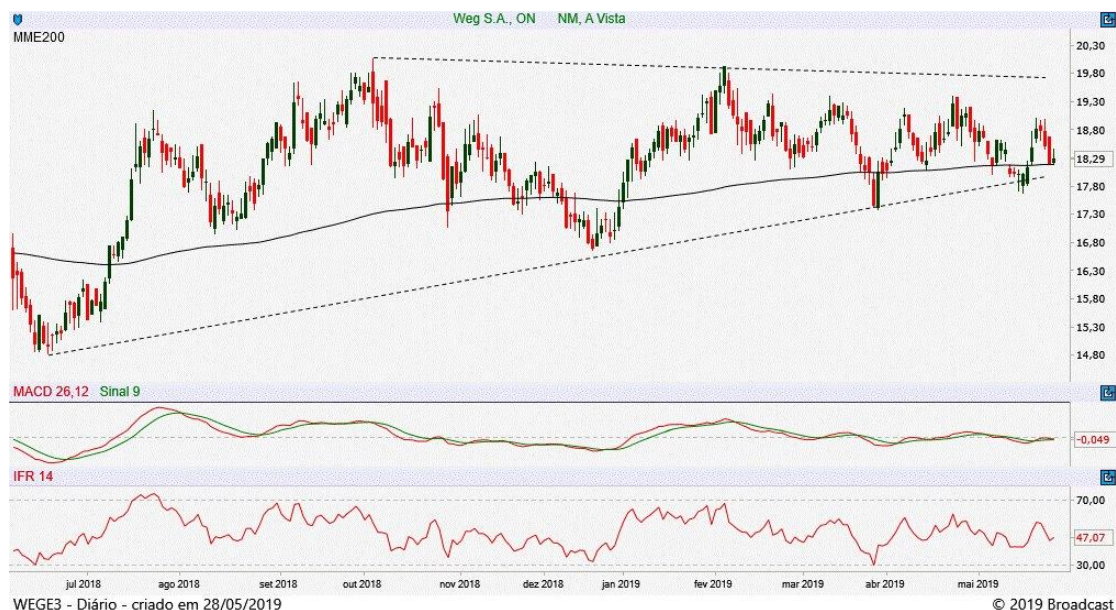 Weg S.A., ON NM, A Vista
MME200
20,30
19,80
19,30
18,80
18,29
17,80
17,30
16,80
16,30
15,80
15,30
14,80
MACD 26,12 Sinal 9
-0,049
IFR 14
70,00
47,07
30,00
jul 2018 ago 2018 set 2018 out 2018 nov 2018 dez 2018 jan 2019 fev 2019 mar 2019 abr 2019 mai 2019
WEGE3 - Diário - criado em 28/05/2019 © 2019 Broadcast